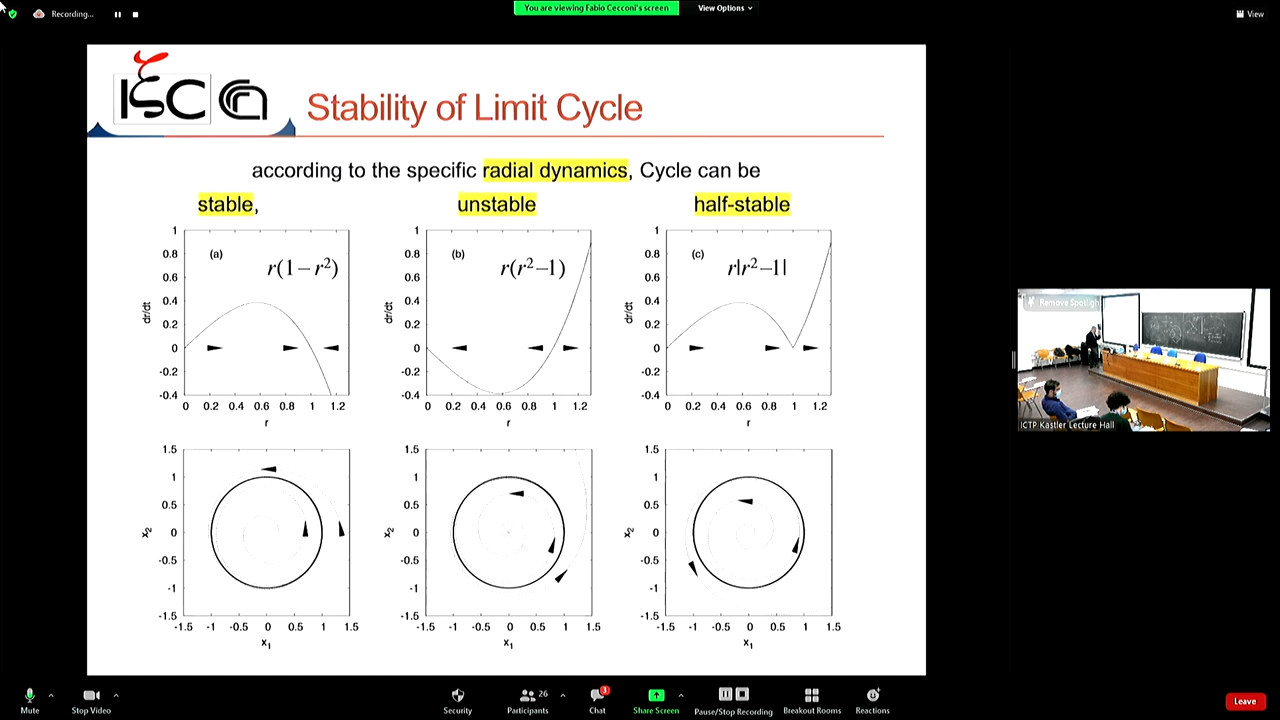 Recording...
You are viewing Fabio Cecconi's screen
View Options
View
ISC
Stability of Limit Cycle
according to the specific radial dynamics, Cycle can be
stable,
unstable
half-stable
1
0.8
0.6
0.4
0.2
0
-0.2
-0.4
dr/dt
(a)
r(1−r²)
0 0.2 0.4 0.6 0.8 1 1.2
r
1
0.8
0.6
0.4
0.2
0
-0.2
-0.4
dr/dt
(b)
r(r²−1)
0 0.2 0.4 0.6 0.8 1 1.2
r
1
0.8
0.6
0.4
0.2
0
-0.2
-0.4
dr/dt
(c)
r|r²−1|
0 0.2 0.4 0.6 0.8 1 1.2
r
1.5
1
0.5
0
-0.5
-1
-1.5
x₂
-1.5 -1 -0.5 0 0.5 1 1.5
x₁
1.5
1
0.5
0
-0.5
-1
-1.5
x₂
-1.5 -1 -0.5 0 0.5 1 1.5
x₁
1.5
1
0.5
0
-0.5
-1
-1.5
x₂
-1.5 -1 -0.5 0 0.5 1 1.5
x₁
Remove Spotligh
ICTP Kastler Lecture Hall
Mute
Stop Video
Security
Participants
26
Chat
3
Share Screen
Pause/Stop Recording
Breakout Rooms
Reactions
Leave